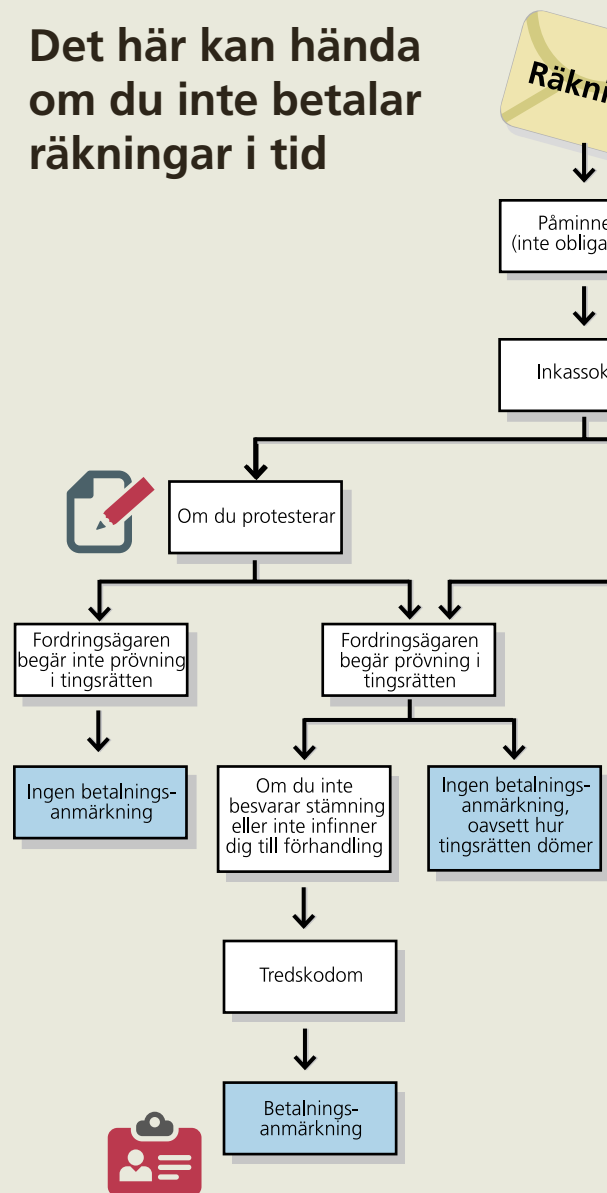 Det här kan hända
om du inte betalar
räkningar i tid
Räkni
Påminne
(inte obliga
Inkassok
Om du protesterar
Fordringsägaren
begär inte prövning
i tingsrätten
Fordringsägaren
begär prövning i
tingsrätten
Ingen betalnings-
anmärkning
Om du inte
besvarar stämning
eller inte infinner
dig till förhandling
Ingen betalnings-
anmärkning,
oavsett hur
tingsrätten dömer
Tredskodom
Betalnings-
anmärkning